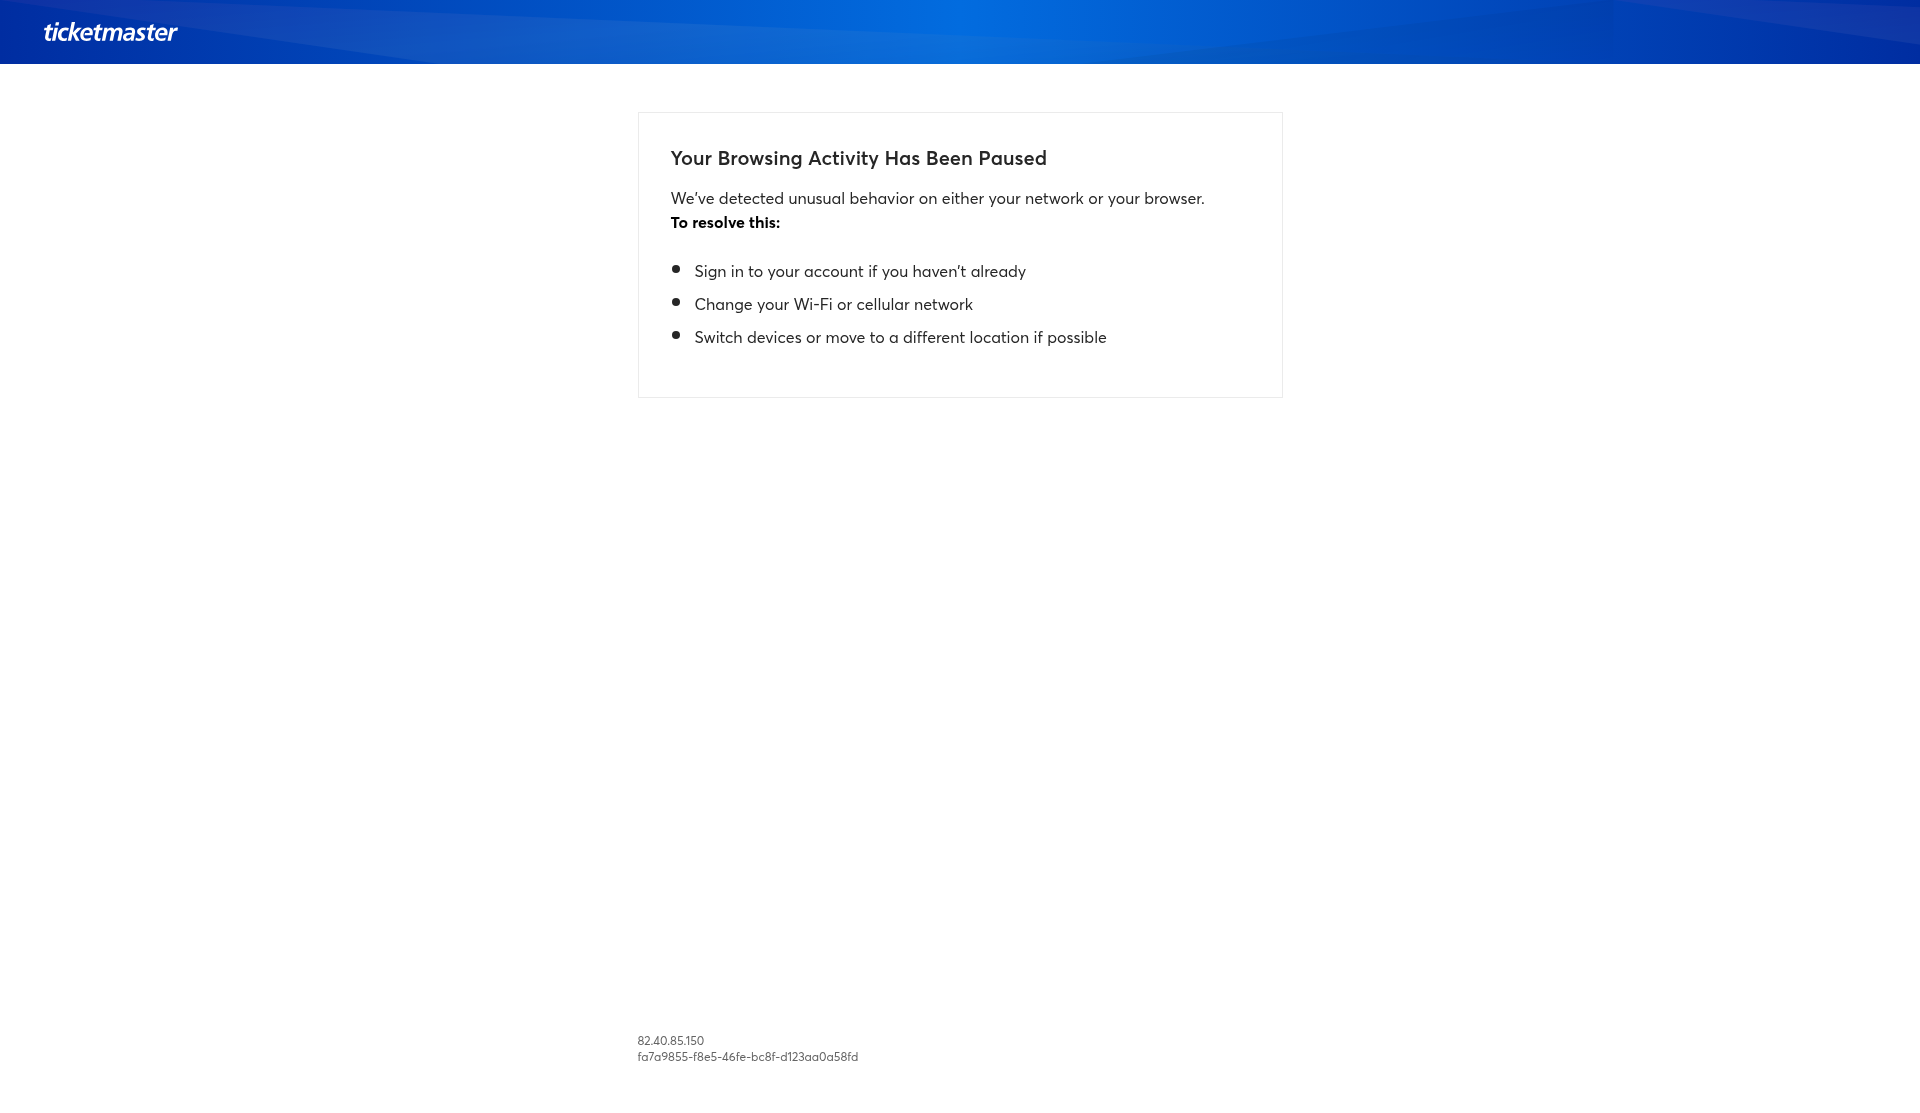 ticketmaster
Your Browsing Activity Has Been Paused
We've detected unusual behavior on either your network or your browser.
To resolve this:
Sign in to your account if you haven't already
Change your Wi-Fi or cellular network
Switch devices or move to a different location if possible
82.40.85.150
fa7a9855-f8e5-46fe-bc8f-d123aa0a58fd